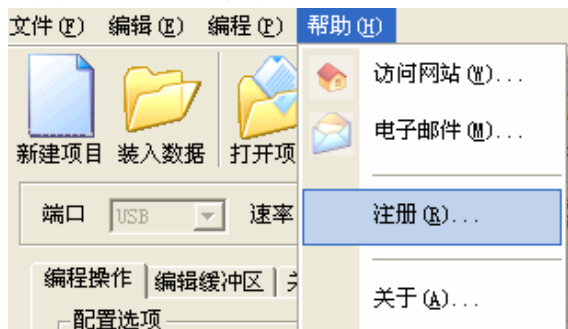 文件(F) 编辑(E) 编程(P) 帮助(H)
访问网站(W)...
电子邮件(M)...
新建项目 装入数据 打开项
注册(R)...
端口 USB 速率
关于(A)...
编程操作 编辑缓冲区
配置选项